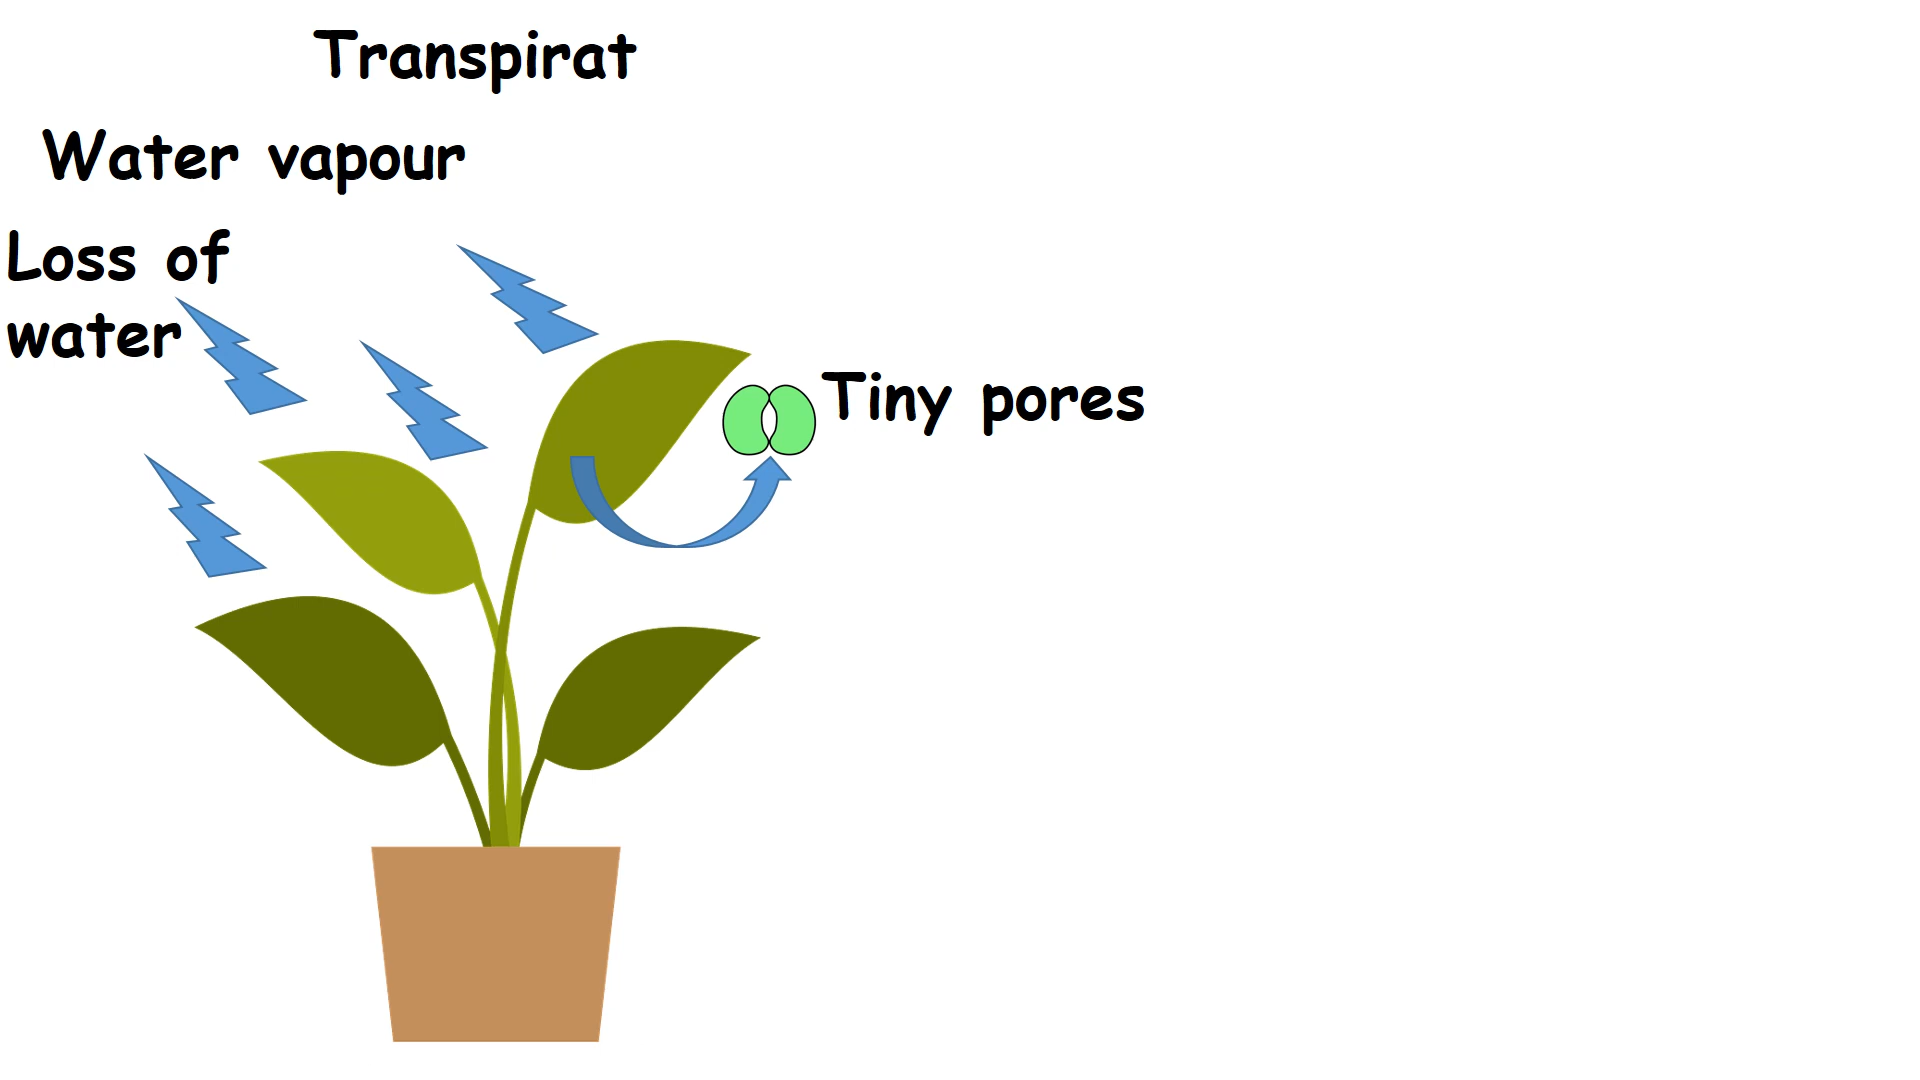 Transpirat
Water vapour
Loss of
water
Tiny pores